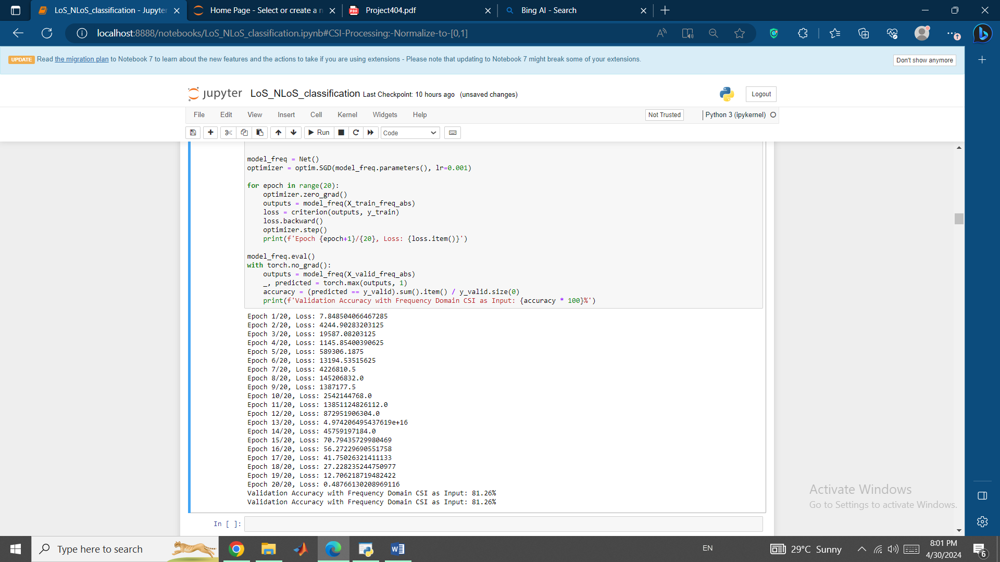 LoS_NLoS_classification - Jupyter
Home Page - Select or create a n
Project404.pdf
Bing AI - Search
localhost:8888/notebooks/LoS_NLoS_classification.ipynb#CSI-Processing:-Normalize-to-[0,1]
UPDATE Read the migration plan to Notebook 7 to learn about the new features and the actions to take if you are using extensions - Please note that updating to Notebook 7 might break some of your extensions.
Don't show anymore
jupyter LoS_NLoS_classification Last Checkpoint: 10 hours ago (unsaved changes)
Logout
File Edit View Insert Cell Kernel Widgets Help
Not Trusted
Python 3 (ipykernel)
Run
Code
model_freq = Net()
optimizer = optim.SGD(model_freq.parameters(), lr=0.001)
for epoch in range(20):
    optimizer.zero_grad()
    outputs = model_freq(X_train_freq_abs)
    loss = criterion(outputs, y_train)
    loss.backward()
    optimizer.step()
    print(f'Epoch {epoch+1}/{20}, Loss: {loss.item()}')
model_freq.eval()
with torch.no_grad():
    outputs = model_freq(X_valid_freq_abs)
    _, predicted = torch.max(outputs, 1)
    accuracy = (predicted == y_valid).sum().item() / y_valid.size(0)
    print(f'Validation Accuracy with Frequency Domain CSI as Input: {accuracy * 100}%')
Epoch 1/20, Loss: 7.848504066467285
Epoch 2/20, Loss: 4244.90283203125
Epoch 3/20, Loss: 19587.08203125
Epoch 4/20, Loss: 1145.85400390625
Epoch 5/20, Loss: 589306.1875
Epoch 6/20, Loss: 13194.53515625
Epoch 7/20, Loss: 4226810.5
Epoch 8/20, Loss: 145206832.0
Epoch 9/20, Loss: 1387177.5
Epoch 10/20, Loss: 2542144768.0
Epoch 11/20, Loss: 13851124826112.0
Epoch 12/20, Loss: 872951906304.0
Epoch 13/20, Loss: 4.974206495437619e+16
Epoch 14/20, Loss: 45759197184.0
Epoch 15/20, Loss: 70.79435729980469
Epoch 16/20, Loss: 56.27229690551758
Epoch 17/20, Loss: 41.75026321411133
Epoch 18/20, Loss: 27.228235244750977
Epoch 19/20, Loss: 12.706218719482422
Epoch 20/20, Loss: 0.48766130208969116
Validation Accuracy with Frequency Domain CSI as Input: 81.26%
Validation Accuracy with Frequency Domain CSI as Input: 81.26%
In [ ]:
Activate Windows
Go to Settings to activate Windows.
Type here to search
EN
29°C Sunny
8:01 PM
4/30/2024
6